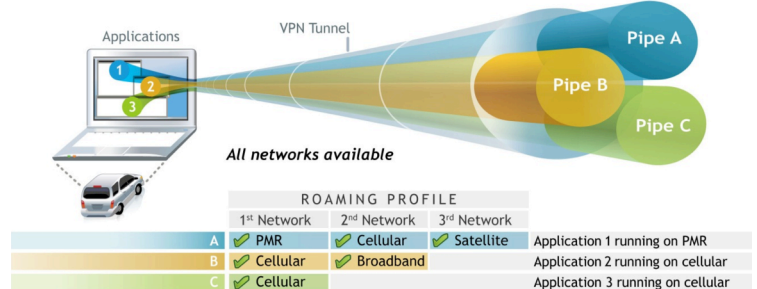 Applications
VPN Tunnel
Pipe A
1
2
3
Pipe B
Pipe C
All networks available
ROAMING PROFILE
1st Network 2nd Network 3rd Network
A PMR Cellular Satellite Application 1 running on PMR
B Cellular Broadband Application 2 running on cellular
C Cellular Application 3 running on cellular